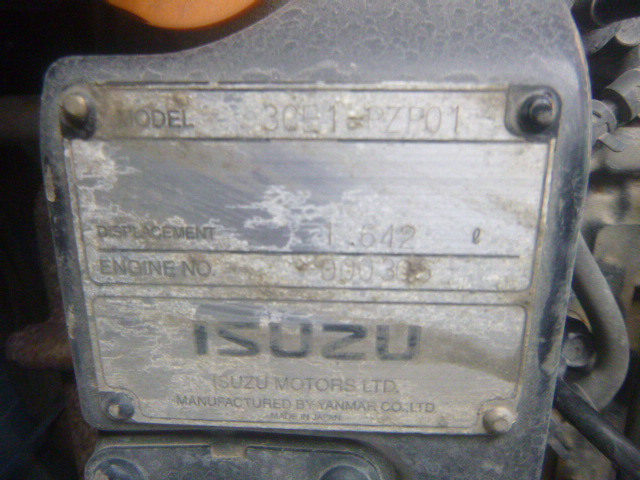 MODEL 3CE1-PZP01
DISPLACEMENT 1.642 ℓ
ENGINE NO.
ISUZU
ISUZU MOTORS LTD.
MANUFACTURED BY YANMAR CO., LTD.
MADE IN JAPAN